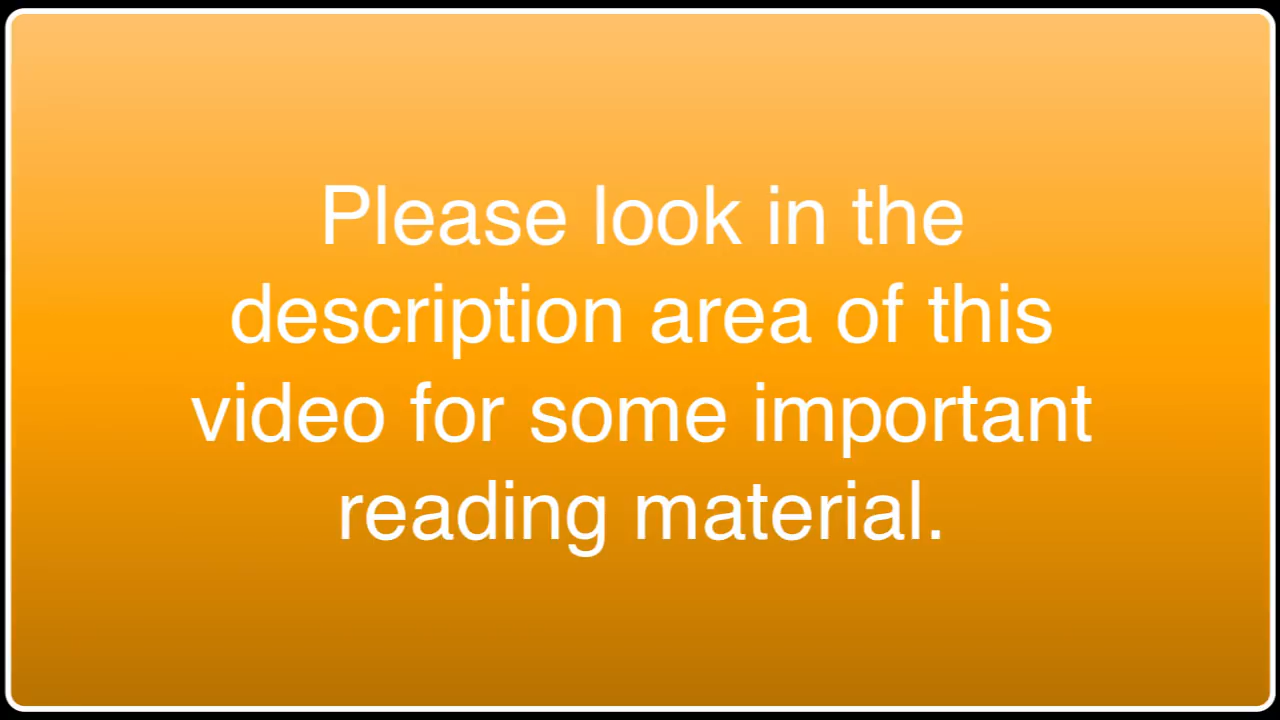 Please look in the
description area of this
video for some important
reading material.